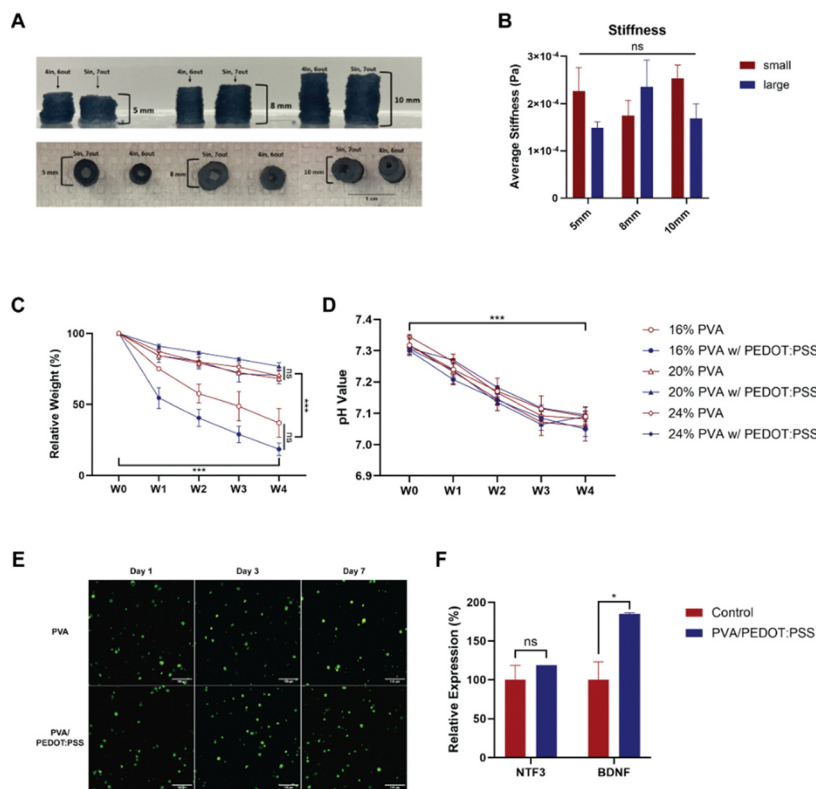 A
4in, 6out
5in, 7out
5 mm
4in, 6out
5in, 7out
8 mm
4in, 6out
5in, 7out
10 mm
5in, 7out
4in, 6out
5 mm
5in, 7out
4in, 6out
8 mm
5in, 7out
4in, 6out
10 mm
1 cm
B
Stiffness
ns
Average Stiffness (Pa)
3×10⁻⁴
2×10⁻⁴
1×10⁻⁴
0
5mm
8mm
10mm
small
large
C
Relative Weight (%)
100
50
0
W0
W1
W2
W3
W4
ns
***
ns
***
D
pH Value
7.4
7.3
7.2
7.1
7.0
6.9
W0
W1
W2
W3
W4
***
16% PVA
16% PVA w/ PEDOT:PSS
20% PVA
20% PVA w/ PEDOT:PSS
24% PVA
24% PVA w/ PEDOT:PSS
E
Day 1
Day 3
Day 7
PVA
PVA/
PEDOT:PSS
F
Relative Expression (%)
200
150
100
50
0
ns
*
NTF3
BDNF
Control
PVA/PEDOT:PSS